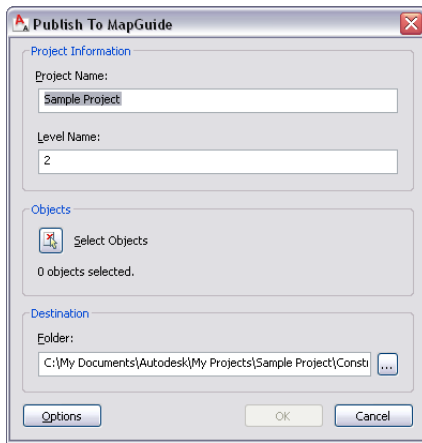 Publish To MapGuide
Project Information
Project Name:
Sample Project
Level Name:
2
Objects
Select Objects
0 objects selected.
Destination
Folder:
C:\My Documents\Autodesk\My Projects\Sample Project\Constr
...
Options
OK
Cancel